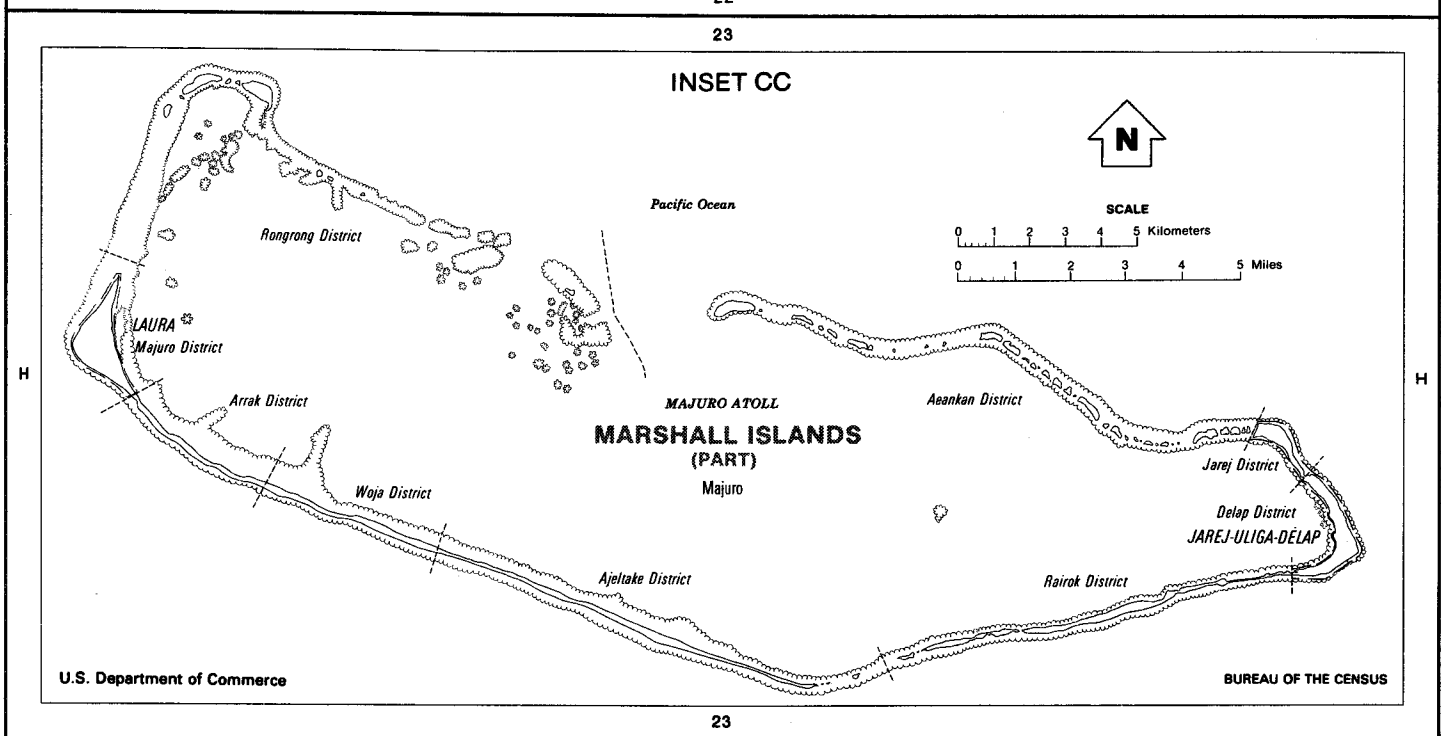 22
23
INSET CC
N
Pacific Ocean
SCALE
0 1 2 3 4 5 Kilometers
0 1 2 3 4 5 Miles
Rongrong District
LAURA
Majuro District
H
H
Arrak District
MAJURO ATOLL
Aeankan District
MARSHALL ISLANDS
(PART)
Majuro
Jarej District
Woja District
Delap District
JAREJ-ULIGA-DELAP
Ajeltake District
Rairok District
U.S. Department of Commerce
BUREAU OF THE CENSUS
23